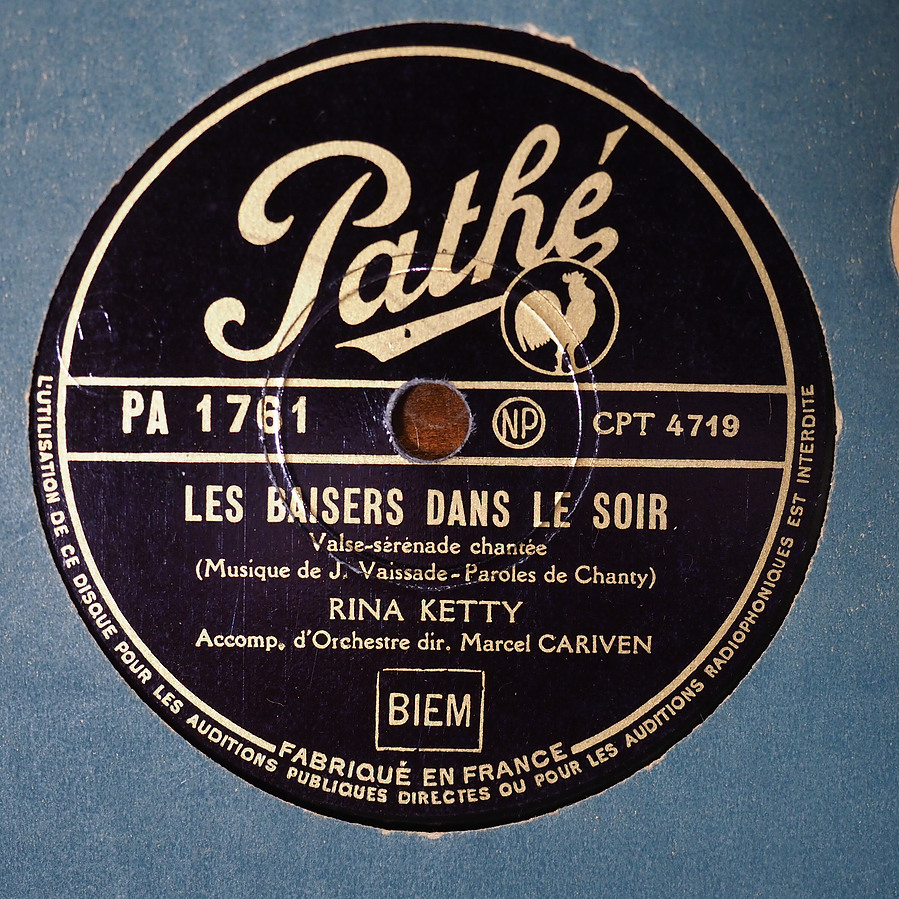 Pathé
PA 1761 NP CPT 4719
LES BAISERS DANS LE SOIR
Valse-sérénade chantée
(Musique de J. Vaissade - Paroles de Chanty)
RINA KETTY
Accomp. d'Orchestre dir. Marcel CARIVEN
BIEM
FABRIQUÉ EN FRANCE
L'UTILISATION DE CE DISQUE POUR LES AUDITIONS PUBLIQUES DIRECTES OU POUR LES AUDITIONS RADIOPHONIQUES EST INTERDITE